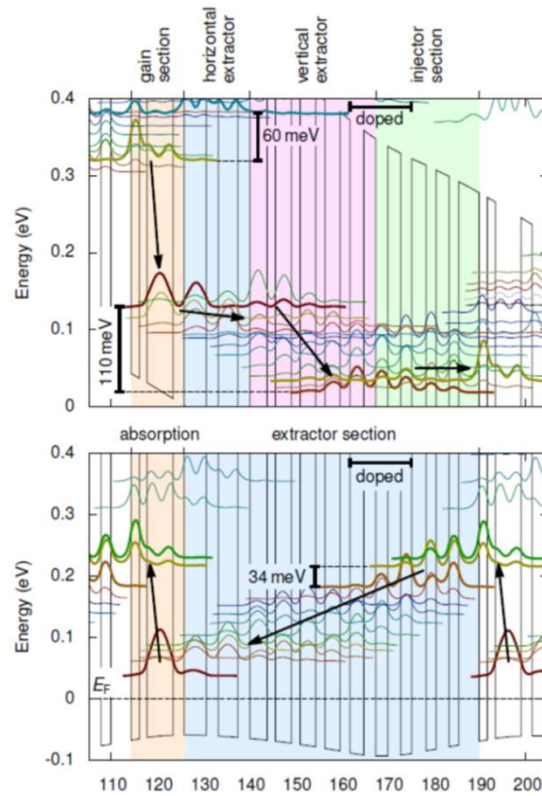 gain section
horizontal extractor
vertical extractor
injector section
0.4
0.3
0.2
0.1
0
Energy (eV)
60 meV
doped
110 meV
absorption
extractor section
0.4
0.3
0.2
0.1
0
-0.1
Energy (eV)
doped
34 meV
E_F
110 120 130 140 150 160 170 180 190 200